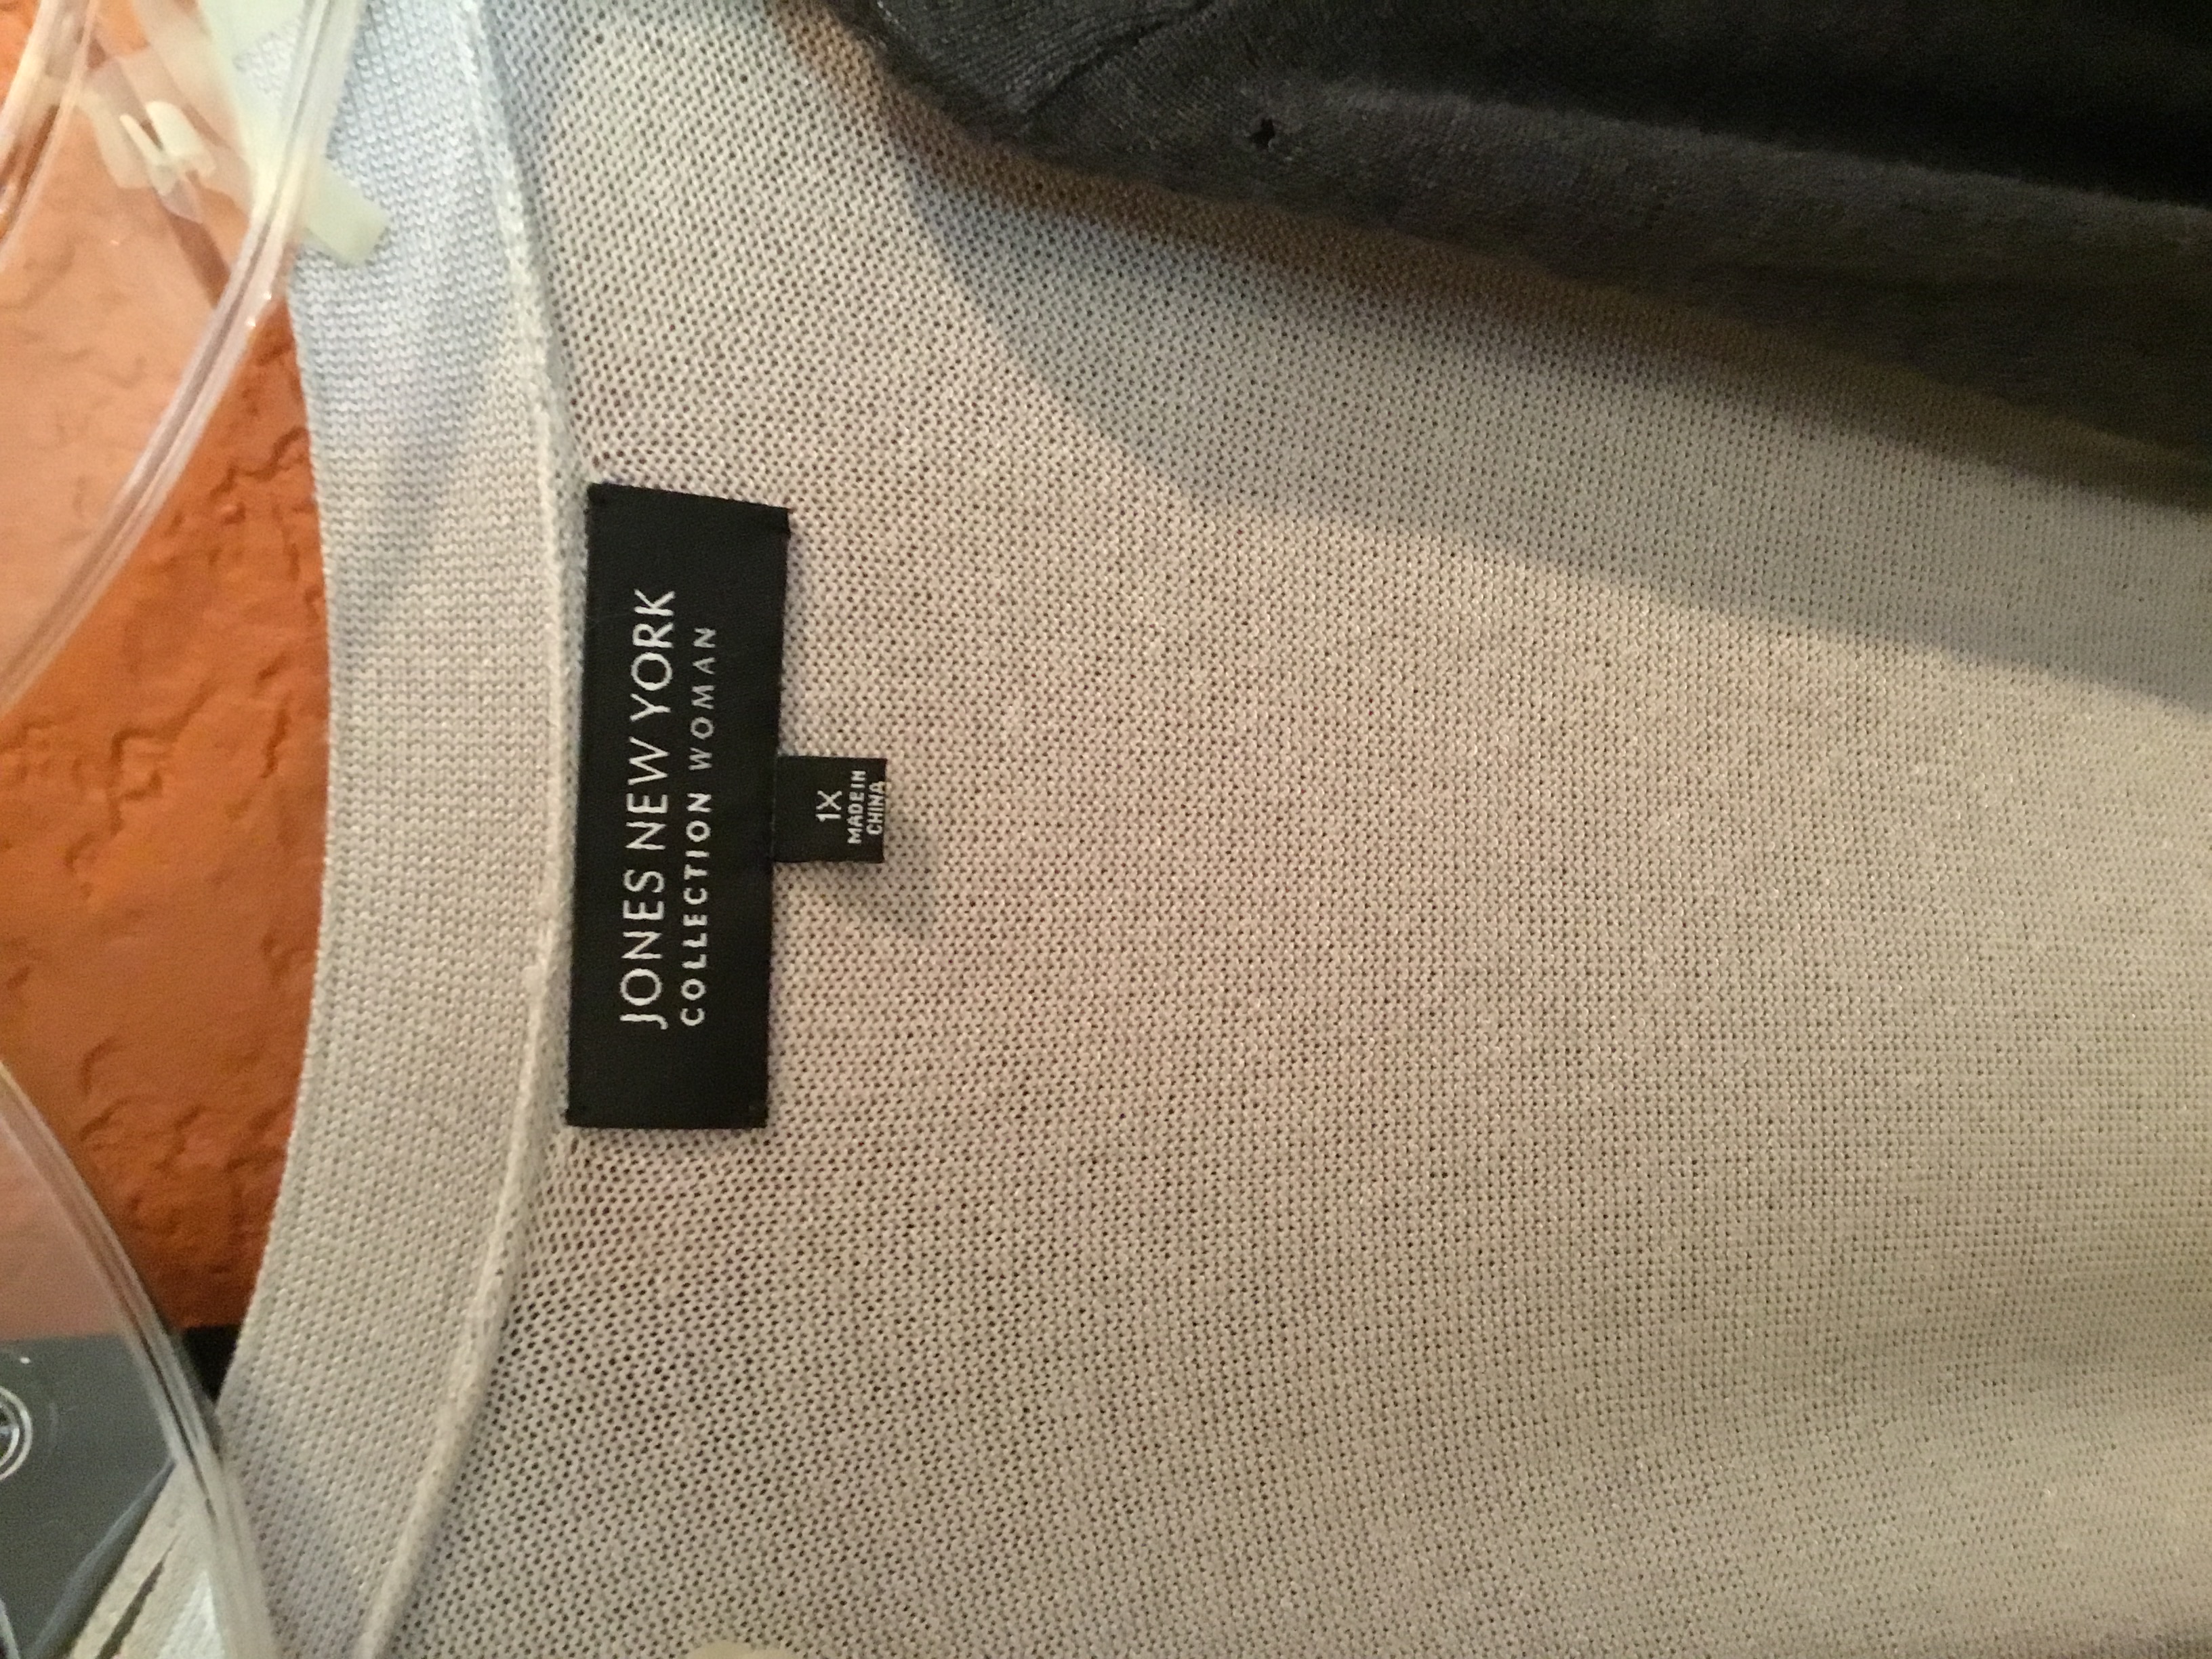 JONES NEW YORK
COLLECTION WOMAN
1X
MADE IN
CHINA